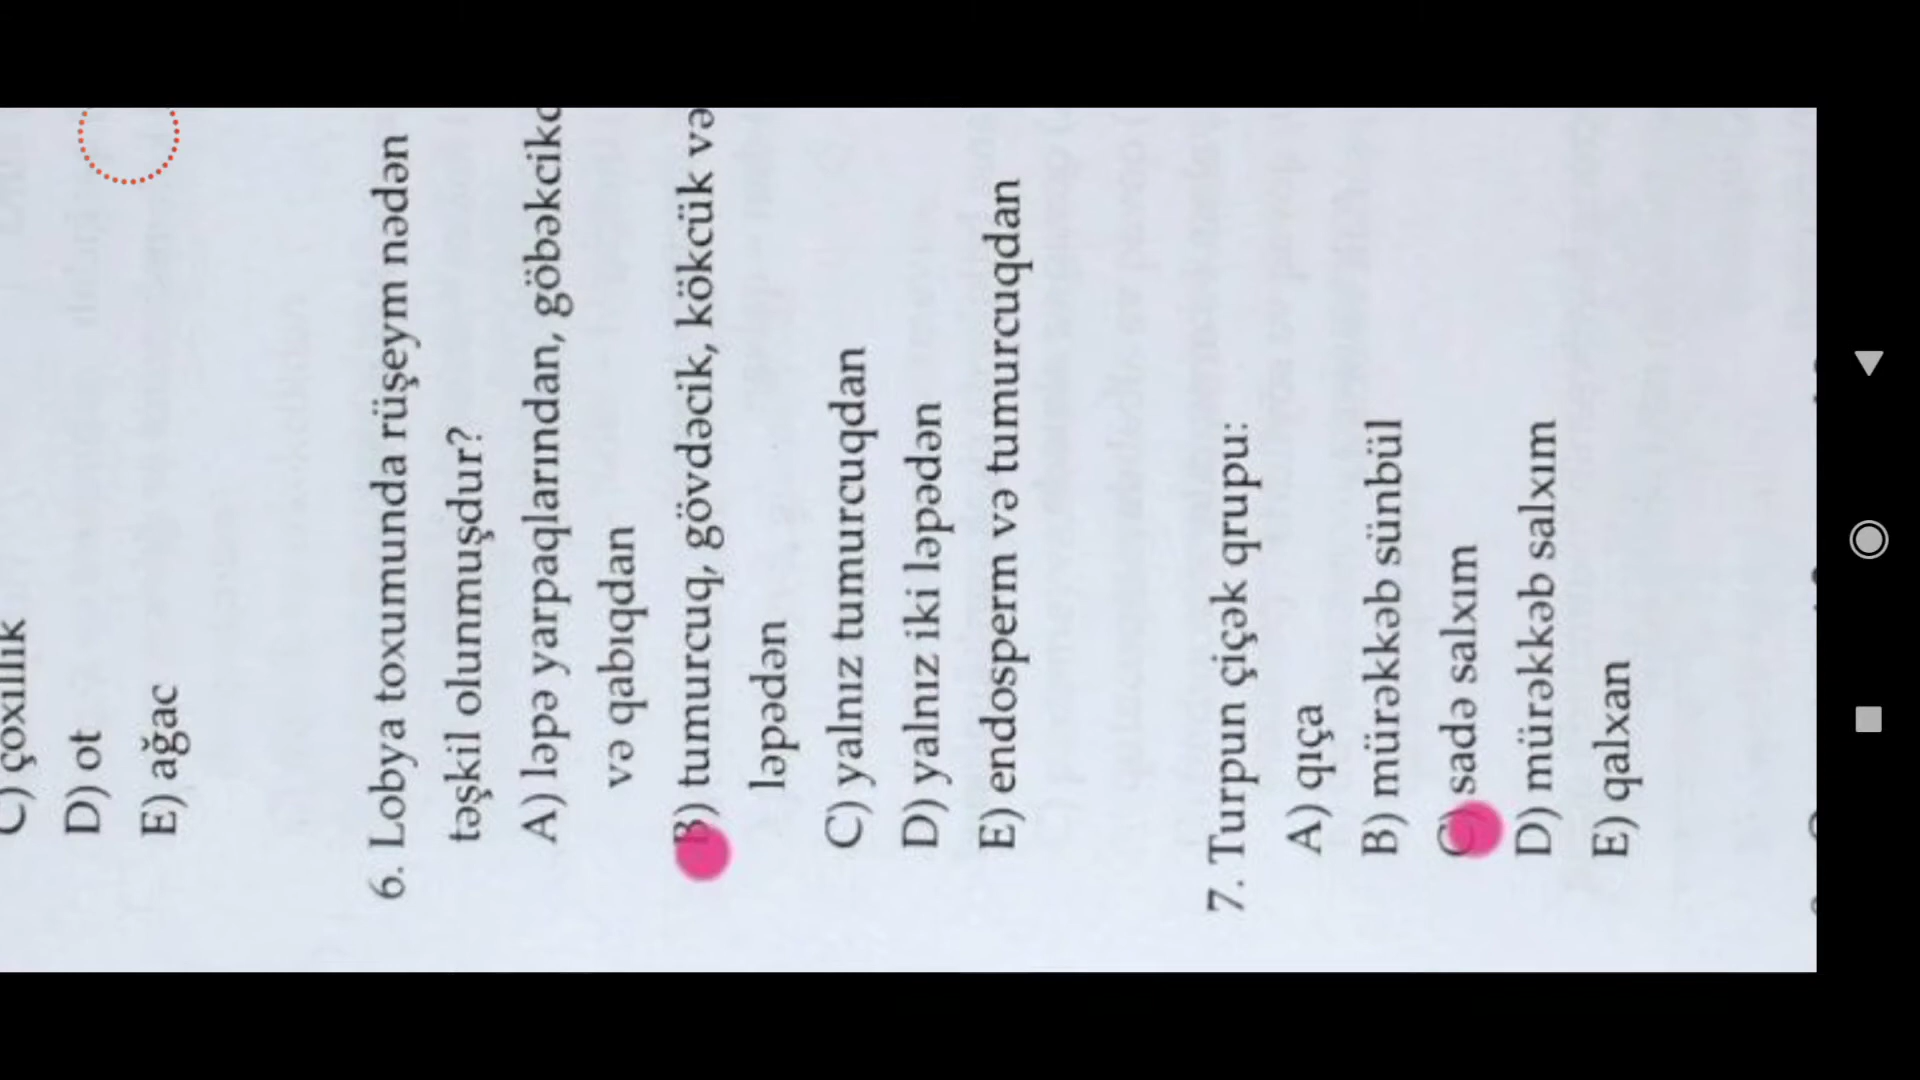 C) çoxillik
D) ot
E) ağac
6. Lobya toxumunda rüşeym nədən
təşkil olunmuşdur?
A) ləpə yarpaqlarından, göbəkcikd
və qabıqdan
B) tumurcuq, gövdəcik, kökcük və
ləpədən
C) yalnız tumurcuqdan
D) yalnız iki ləpədən
E) endosperm və tumurcuqdan
7. Turpun çiçək qrupu:
A) qıça
B) mürəkkəb sünbül
C) sadə salxım
D) mürəkkəb salxım
E) qalxan